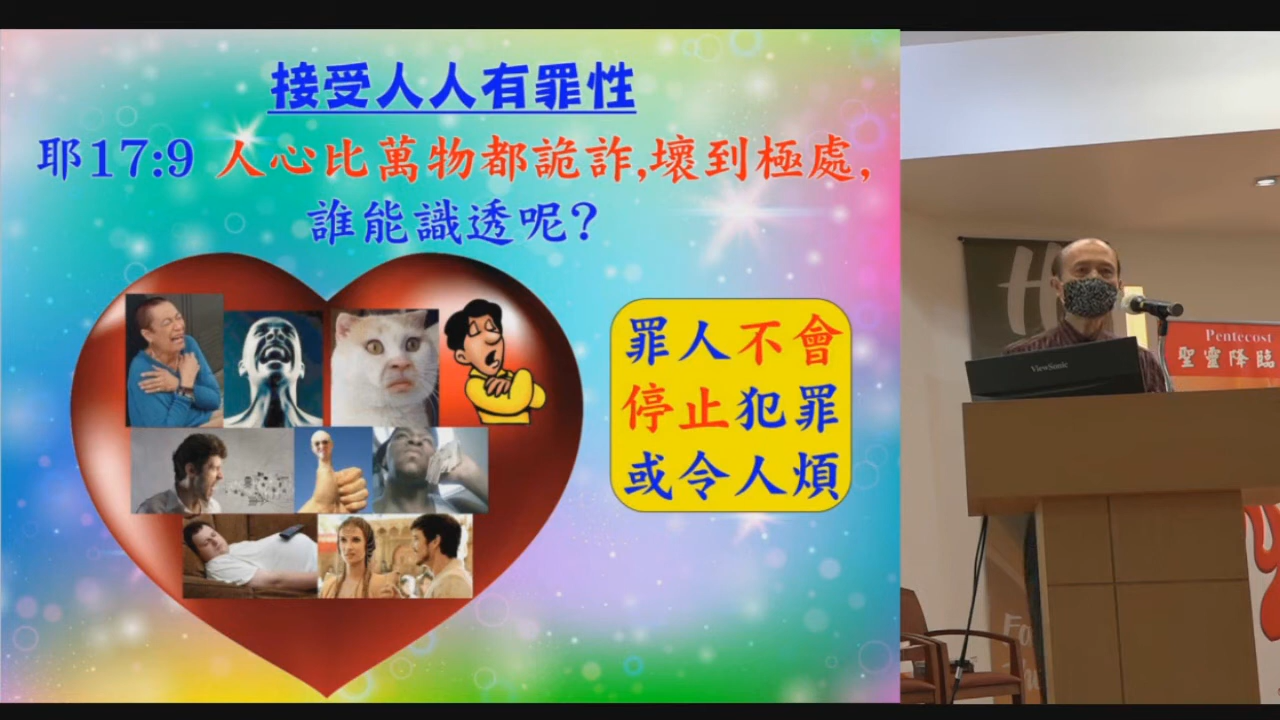 接受人人有罪性
耶17:9 人心比萬物都詭詐,壞到極處,
誰能識透呢?
罪人不會
停止犯罪
或令人煩
ViewSonic
Pentecost
聖靈降臨